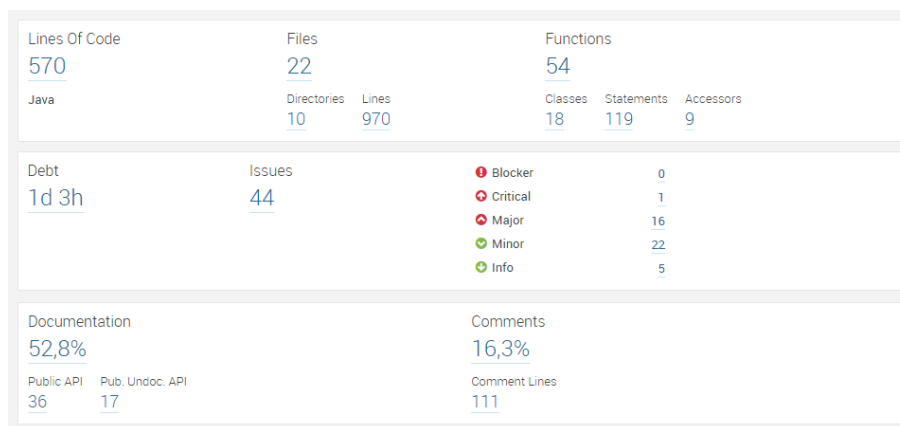 Lines Of Code Files Functions
570 22 54
Java Directories Lines Classes Statements Accessors
10 970 18 119 9
Debt Issues Blocker 0
1d 3h 44 Critical 1
Major 16
Minor 22
Info 5
Documentation Comments
52,8% 16,3%
Public API Pub. Undoc. API Comment Lines
36 17 111